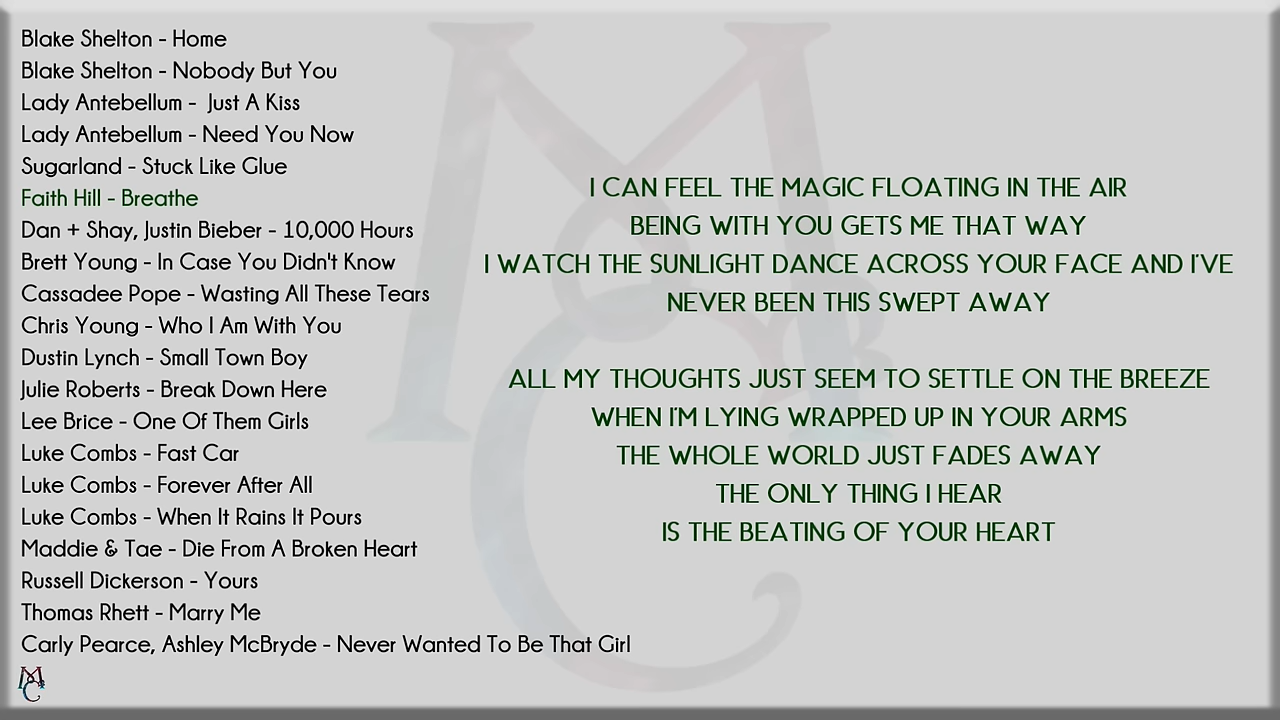 Blake Shelton - Home
Blake Shelton - Nobody But You
Lady Antebellum - Just A Kiss
Lady Antebellum - Need You Now
Sugarland - Stuck Like Glue
Faith Hill - Breathe
Dan + Shay, Justin Bieber - 10,000 Hours
Brett Young - In Case You Didn't Know
Cassadee Pope - Wasting All These Tears
Chris Young - Who I Am With You
Dustin Lynch - Small Town Boy
Julie Roberts - Break Down Here
Lee Brice - One Of Them Girls
Luke Combs - Fast Car
Luke Combs - Forever After All
Luke Combs - When It Rains It Pours
Maddie & Tae - Die From A Broken Heart
Russell Dickerson - Yours
Thomas Rhett - Marry Me
Carly Pearce, Ashley McBryde - Never Wanted To Be That Girl
I CAN FEEL THE MAGIC FLOATING IN THE AIR
BEING WITH YOU GETS ME THAT WAY
I WATCH THE SUNLIGHT DANCE ACROSS YOUR FACE AND I'VE
NEVER BEEN THIS SWEPT AWAY
ALL MY THOUGHTS JUST SEEM TO SETTLE ON THE BREEZE
WHEN I'M LYING WRAPPED UP IN YOUR ARMS
THE WHOLE WORLD JUST FADES AWAY
THE ONLY THING I HEAR
IS THE BEATING OF YOUR HEART